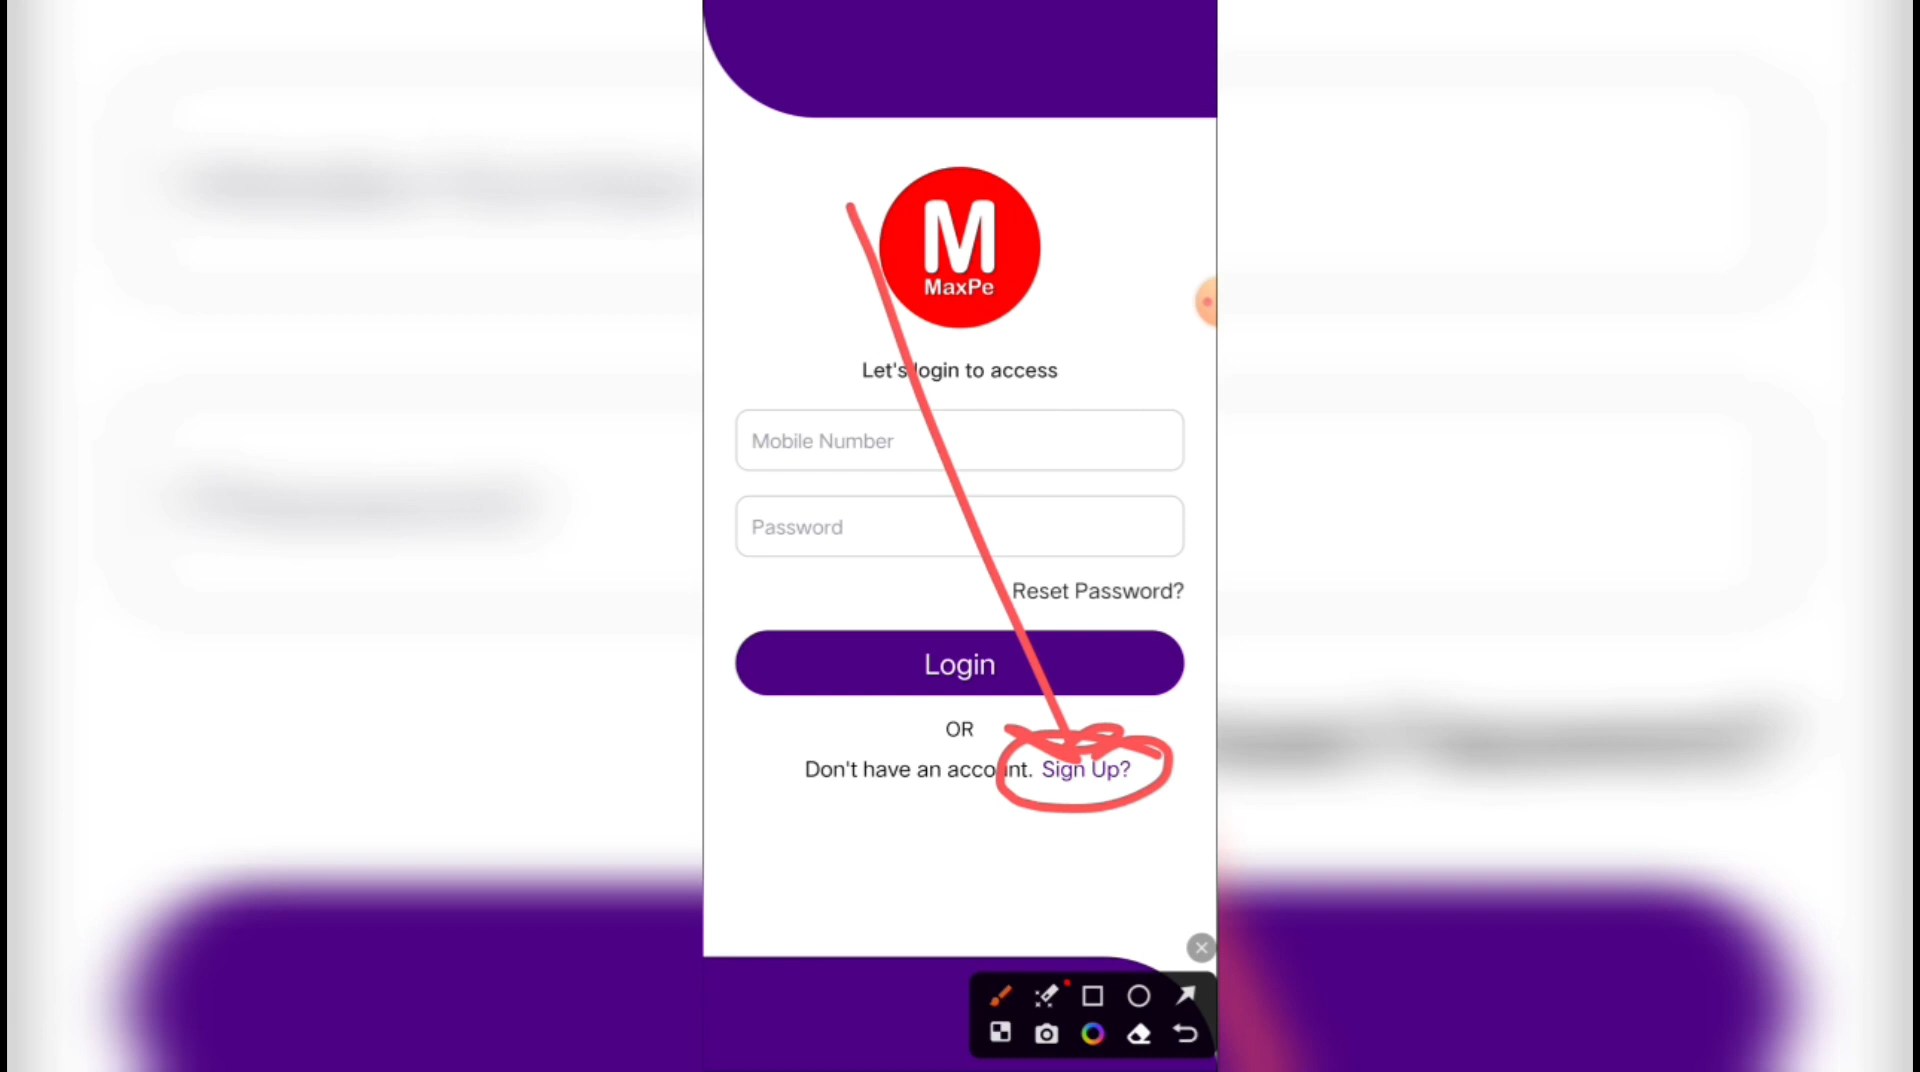 M
MaxPe
Let's login to access
Mobile Number
Password
Reset Password?
Login
OR
Don't have an account. Sign Up?